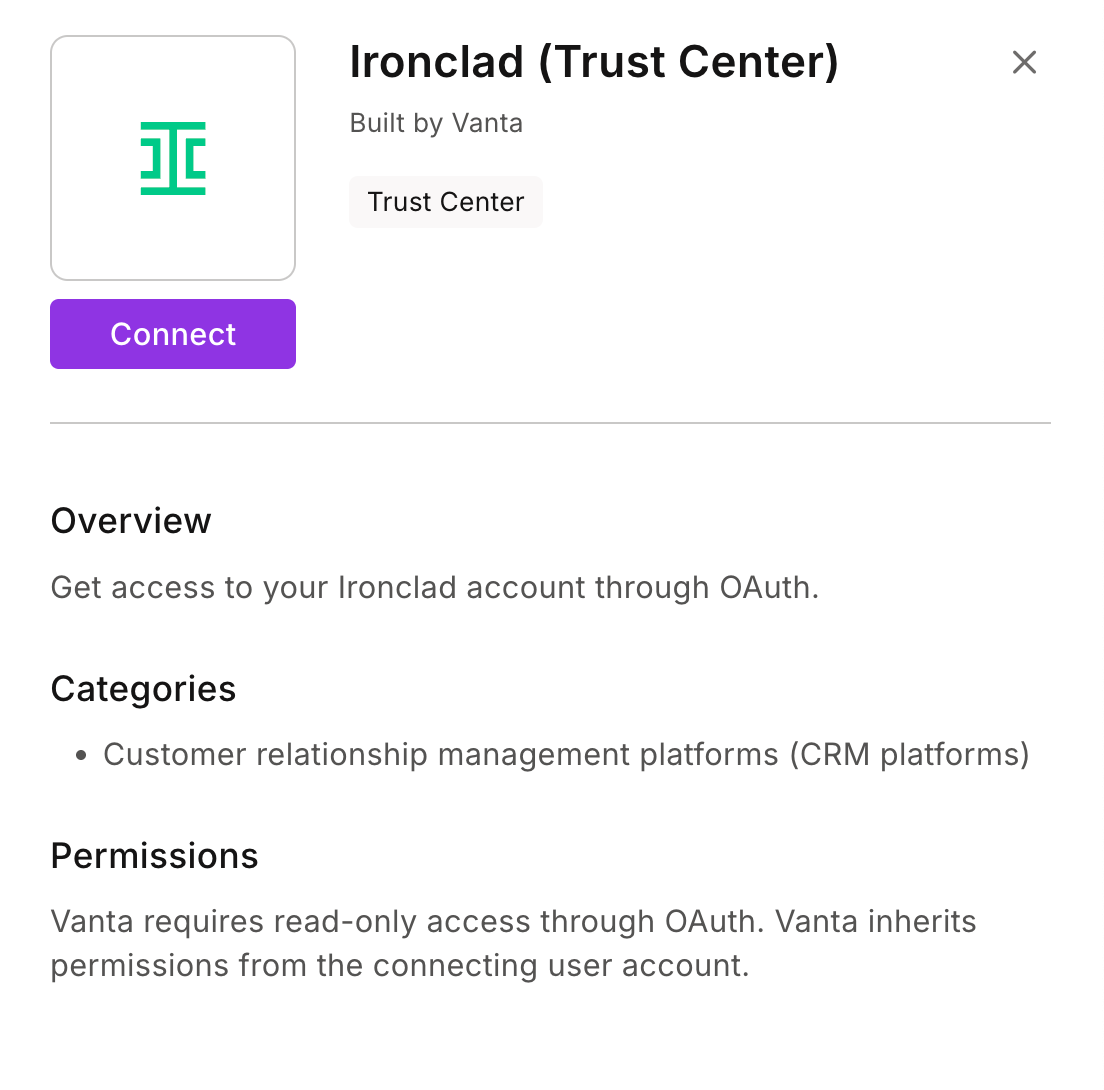 Ironclad (Trust Center)
Built by Vanta
Trust Center
Connect
Overview
Get access to your Ironclad account through OAuth.
Categories
• Customer relationship management platforms (CRM platforms)
Permissions
Vanta requires read-only access through OAuth. Vanta inherits
permissions from the connecting user account.